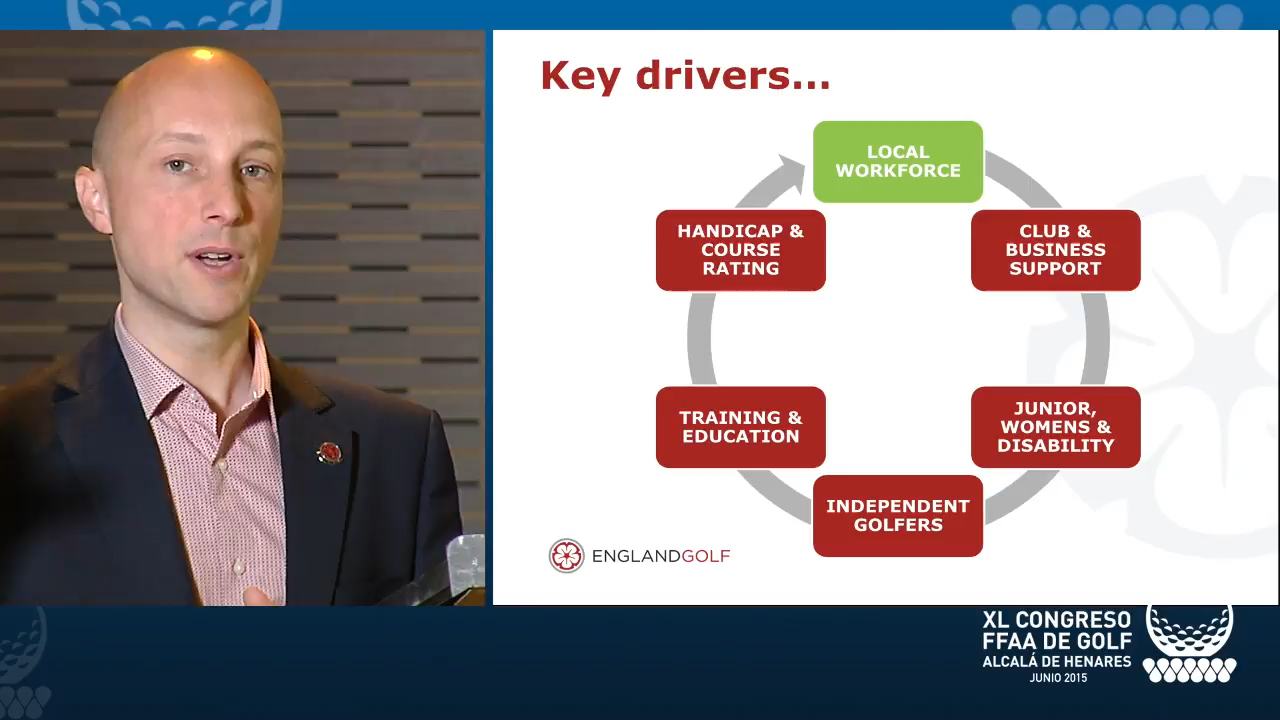 Key drivers...
LOCAL
WORKFORCE
CLUB &
BUSINESS
SUPPORT
JUNIOR,
WOMENS &
DISABILITY
INDEPENDENT
GOLFERS
TRAINING &
EDUCATION
HANDICAP &
COURSE
RATING
ENGLANDGOLF
XL CONGRESO
FFAA DE GOLF
ALCALÁ DE HENARES
JUNIO 2015